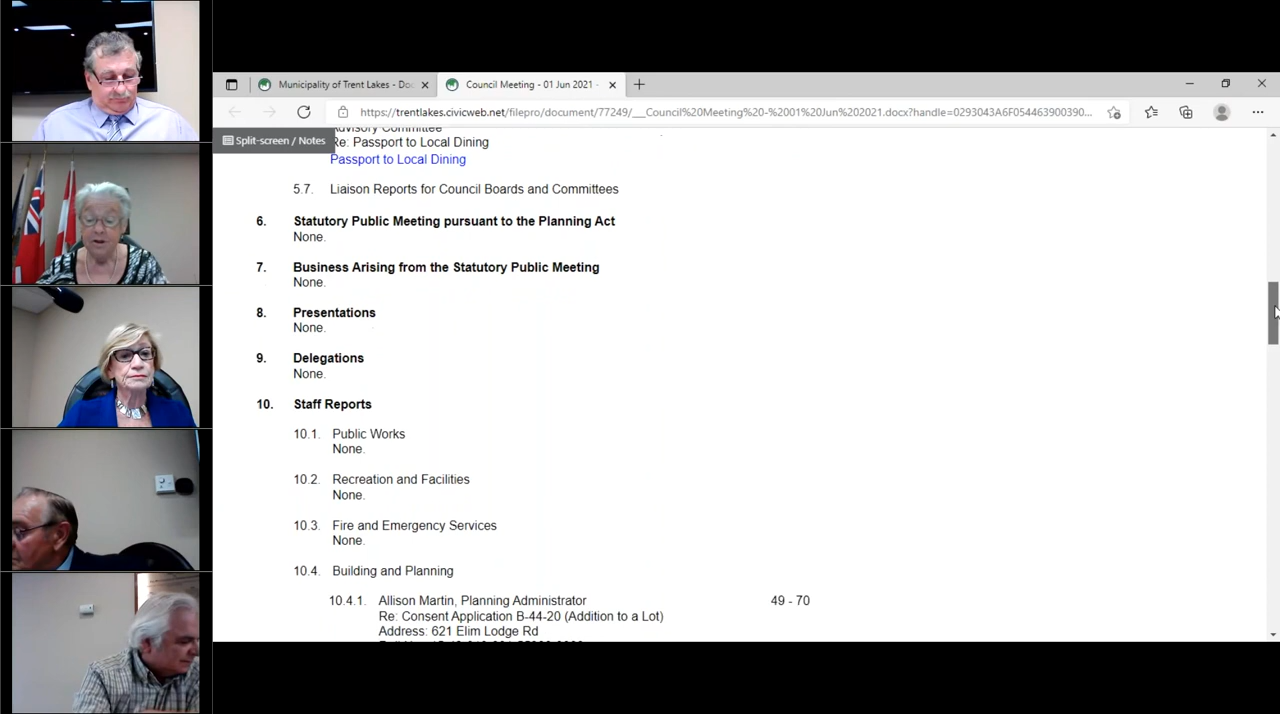 Municipality of Trent Lakes - Doc
Council Meeting - 01 Jun 2021 -
https://trentlakes.civicweb.net/filepro/document/77249/__Council%20Meeting%20-%2001%20Jun%202021.docx?handle=0293043A6F054463900390...
Split-screen / Notes
Advisory Committee
Re: Passport to Local Dining
Passport to Local Dining
5.7. Liaison Reports for Council Boards and Committees
6. Statutory Public Meeting pursuant to the Planning Act
None.
7. Business Arising from the Statutory Public Meeting
None.
8. Presentations
None.
9. Delegations
None.
10. Staff Reports
10.1. Public Works
None.
10.2. Recreation and Facilities
None.
10.3. Fire and Emergency Services
None.
10.4. Building and Planning
10.4.1. Allison Martin, Planning Administrator 49 - 70
Re: Consent Application B-44-20 (Addition to a Lot)
Address: 621 Elim Lodge Rd